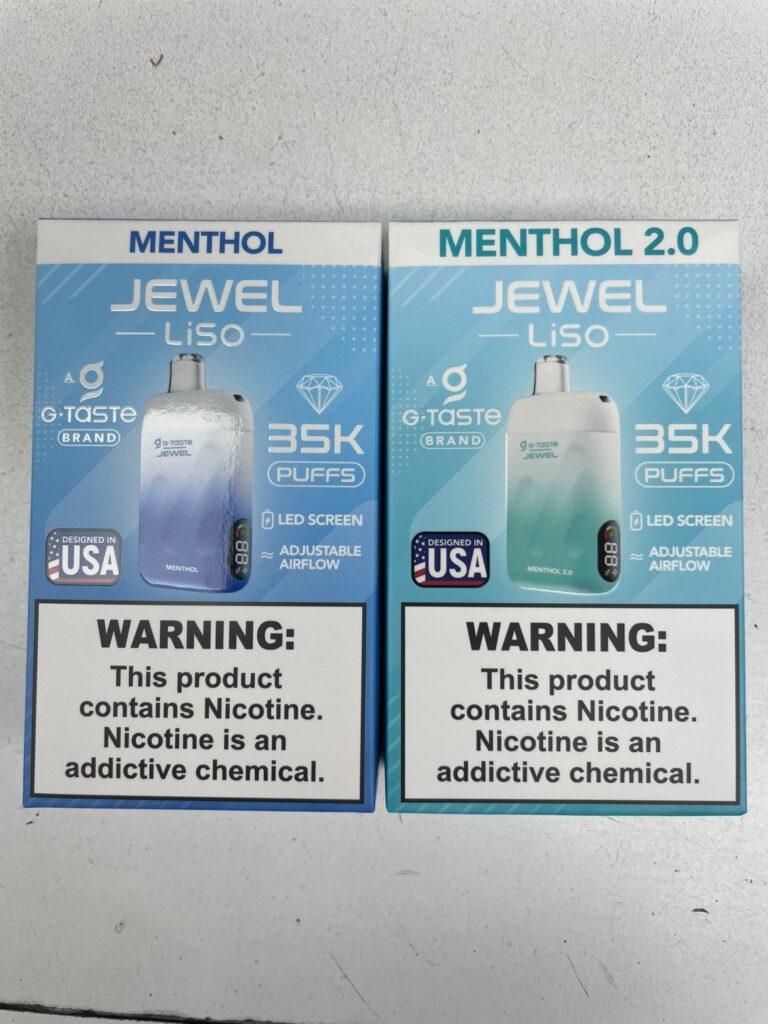 MENTHOL
JEWEL
LiSO
A G-TASTE
BRAND
35K
PUFFS
G-TASTE
JEWEL
MENTHOL
88
%
LED SCREEN
ADJUSTABLE
AIRFLOW
DESIGNED IN
USA
WARNING:
This product
contains Nicotine.
Nicotine is an
addictive chemical.
MENTHOL 2.0
JEWEL
LiSO
A G-TASTE
BRAND
35K
PUFFS
G-TASTE
JEWEL
MENTHOL 2.0
88
%
LED SCREEN
ADJUSTABLE
AIRFLOW
DESIGNED IN
USA
WARNING:
This product
contains Nicotine.
Nicotine is an
addictive chemical.